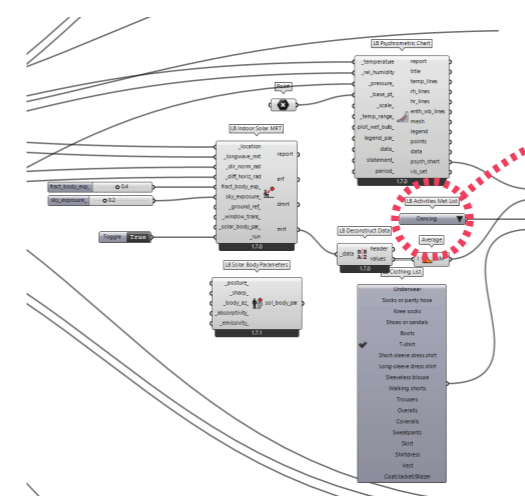 LB Psychrometric Chart
_temperature
_rel_humidity
_pressure_
_base_pt_
_scale_
_temp_range_
plot_wet_bulb_
legend_par_
data_
statement_
period_
report
title
temp_lines
rh_lines
hr_lines
enth_wb_lines
mesh
legend
points
data
psych_chart
vis_set
1.7.0
Point
LB Indoor Solar MRT
_location
_longwave_mrt
_dir_norm_rad
_diff_horiz_rad
fract_body_exp_
sky_exposure_
_ground_ref_
_window_trans_
_solar_body_par_
_run
report
erf
dmrt
mrt
1.7.0
fract_body_exp_
0.4
sky_exposure_
0.2
Toggle
True
LB Solar Body Parameters
_posture_
_sharp_
_body_az_
_absorptivity_
_emissivity_
sol_body_par
1.7.1
LB Deconstruct Data
_data
header
values
1.7.0
LB Activities Met List
Dancing
Average
LB Clothing List
Underwear
Socks or panty hose
Knee socks
Shoes or sandals
Boots
T-shirt
Short-sleeve dress shirt
Long-sleeve dress shirt
Sleeveless blouse
Walking shorts
Trousers
Overalls
Coveralls
Sweatpants
Skirt
Shirtdress
Vest
Coat/Jacket/Blazer